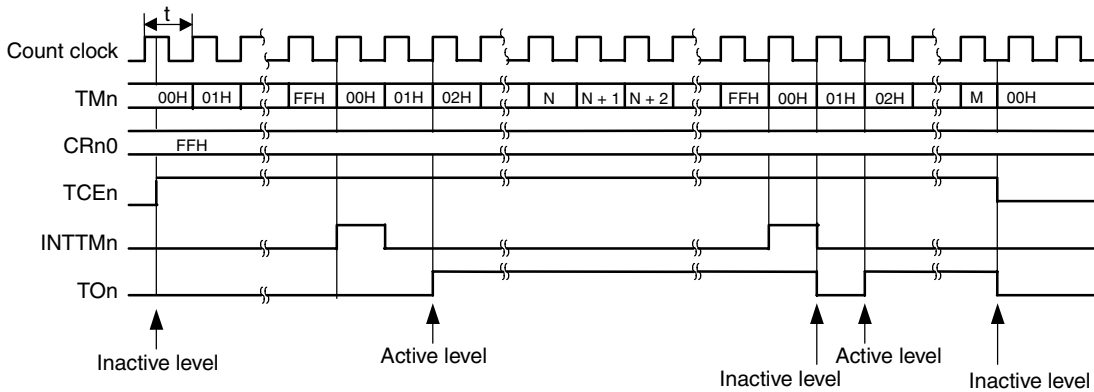 t
Count clock
TMn 00H 01H FFH 00H 01H 02H N N + 1 N + 2 FFH 00H 01H 02H M 00H
CRn0 FFH
TCEn
INTTMn
TOn
Inactive level Active level Inactive level Active level Inactive level